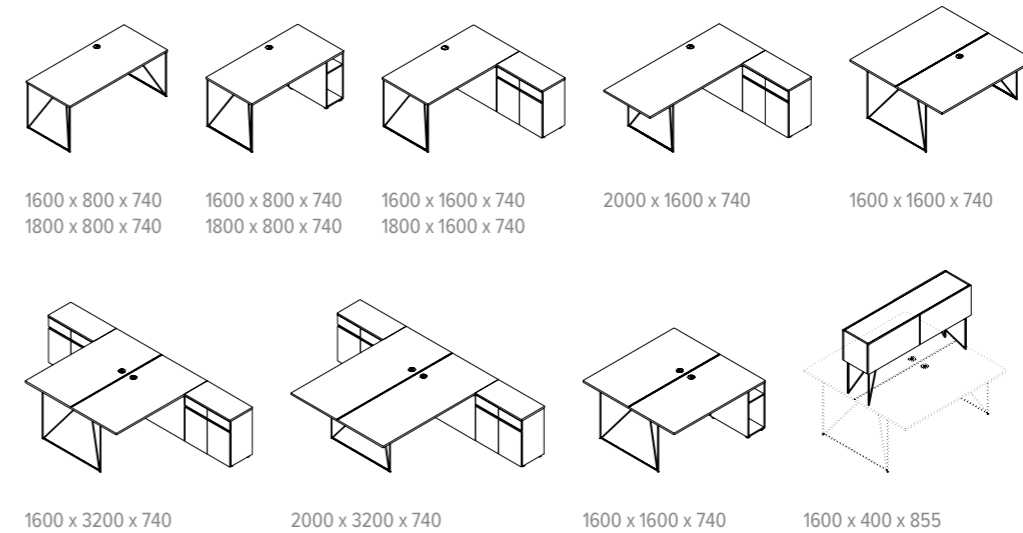 1600 x 800 x 740
1800 x 800 x 740
1600 x 800 x 740
1800 x 800 x 740
1600 x 1600 x 740
1800 x 1600 x 740
2000 x 1600 x 740
1600 x 1600 x 740
1600 x 3200 x 740
2000 x 3200 x 740
1600 x 1600 x 740
1600 x 400 x 855